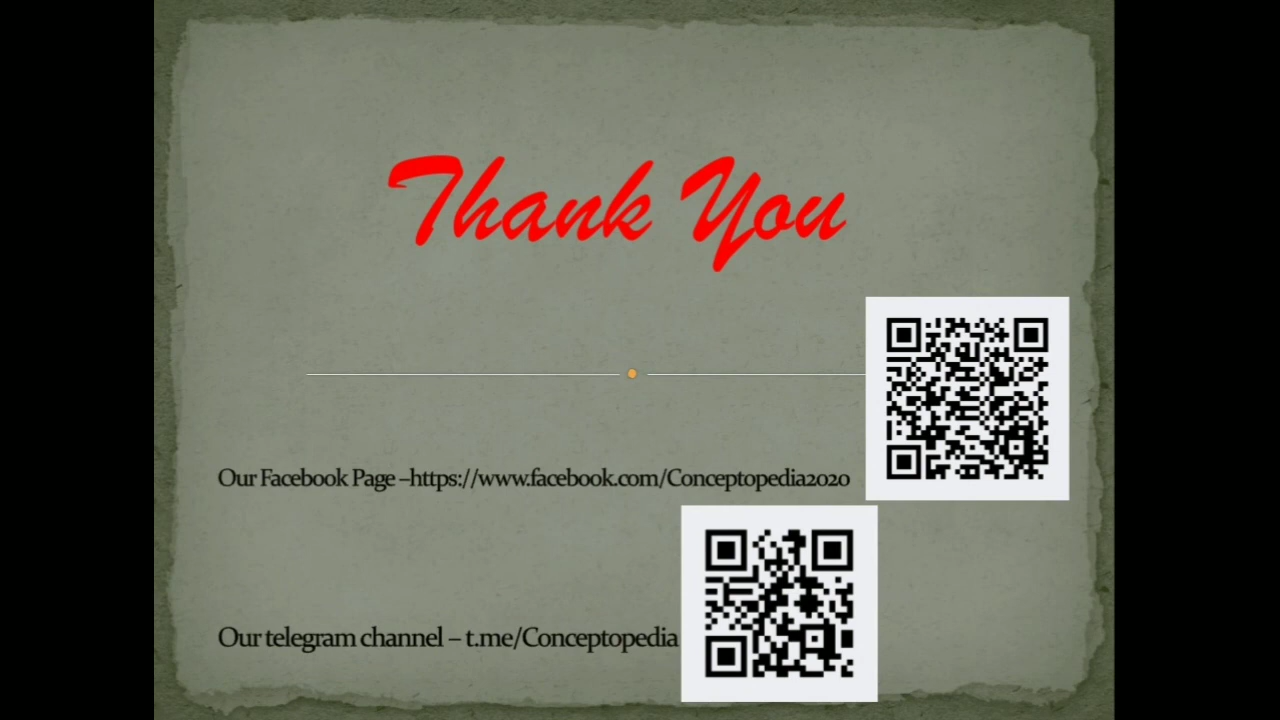 Thank You
Our Facebook Page –https://www.facebook.com/Conceptopedia2020
Our telegram channel – t.me/Conceptopedia